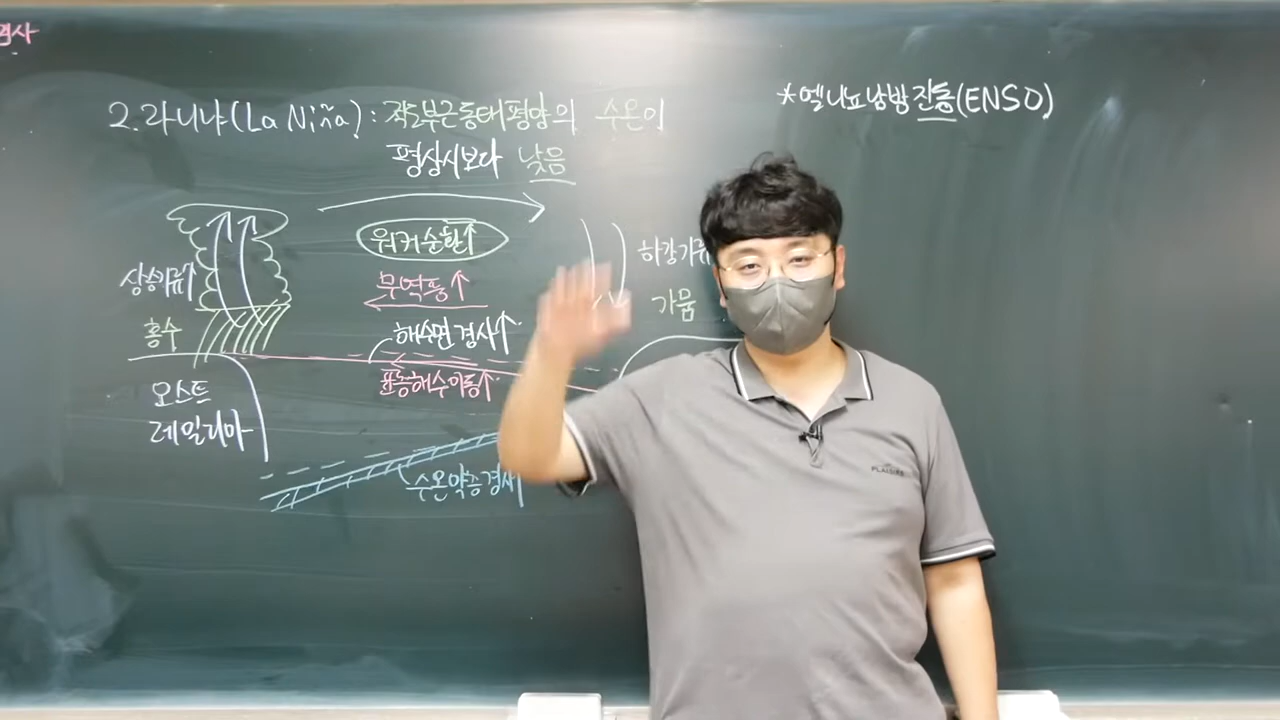 2. 라니냐(La Niña) : 적도부근 동태평양의 수온이
평상시보다 낮음
*엘니뇨 남방 진동(ENSO)
워커순환↑
상승기류↑
무역풍↑
홍수
해수면 경사↑
표층해수이동↑
하강기류
가뭄
오스트
레일리아
수온약층 경사↑
PLAISIRS